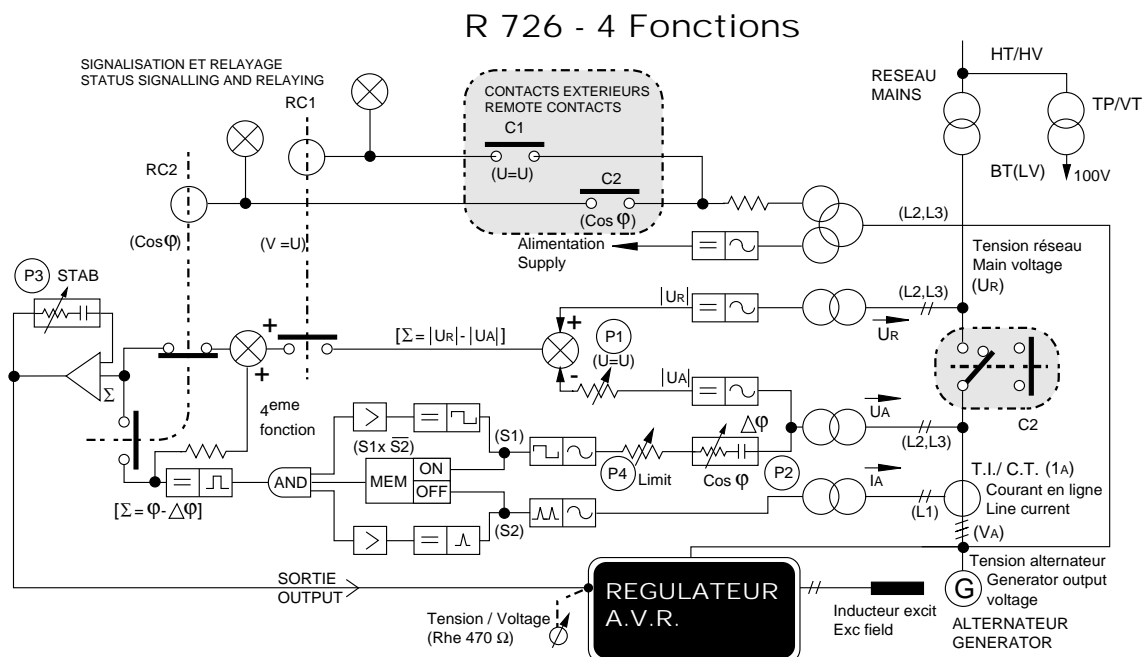 R 726 - 4 Fonctions
SIGNALISATION ET RELAYAGE
STATUS SIGNALLING AND RELAYING
RC1
CONTACTS EXTERIEURS
REMOTE CONTACTS
C1
(U=U)
C2
(Cos φ)
HT/HV
RESEAU
MAINS
TP/VT
BT(LV)
100V
RC2
(Cosφ)
(V =U)
Alimentation
Supply
=
(L2,L3)
Tension réseau
Main voltage
(UR)
P3
STAB
|UR|
=
(L2,L3)
UR
+
+
[Σ= |UR|- |UA|]
+
-
P1
(U=U)
|UA|
=
UA
(L2,L3)
C2
Σ
4eme
fonction
>
=
(S1x S2)
(S1)
P4
Limit
Δφ
Cos φ
P2
IA
(L1)
T.I./ C.T. (1A)
Courant en ligne
Line current
(VA)
=
AND
MEM
ON
OFF
[Σ= φ-Δφ]
>
=
(S2)
SORTIE
OUTPUT
Tension / Voltage
(Rhe 470 Ω)
REGULATEUR
A.V.R.
Inducteur excit
Exc field
G
Tension alternateur
Generator output
voltage
ALTERNATEUR
GENERATOR